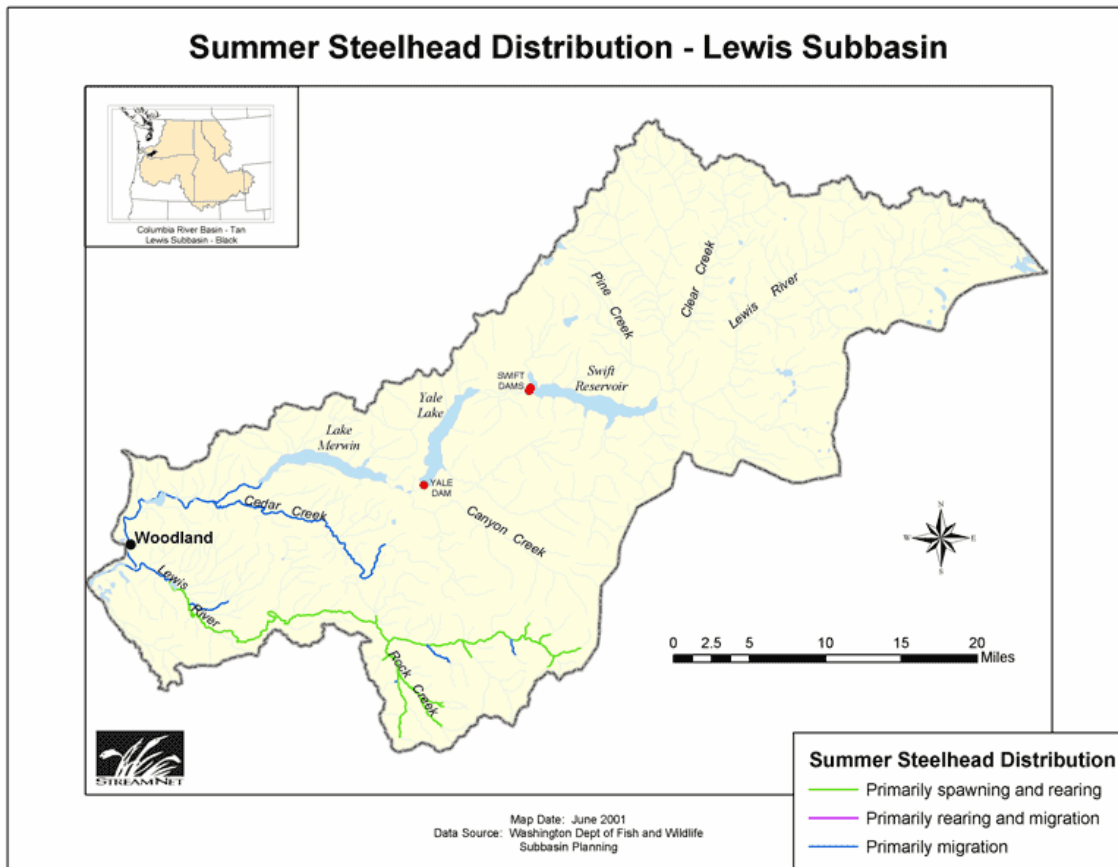 Summer Steelhead Distribution - Lewis Subbasin
Columbia River Basin - Tan
Lewis Subbasin - Black
Pine Creek
Clear Creek
Lewis River
SWIFT
DAMS
Swift
Reservoir
Yale
Lake
Lake
Merwin
YALE
DAM
Cedar Creek
Canyon Creek
Woodland
Lewis River
Rock Creek
N
W
E
S
0 2.5 5 10 15 20
Miles
STREAMNET
Summer Steelhead Distribution
Primarily spawning and rearing
Primarily rearing and migration
Primarily migration
Map Date: June 2001
Data Source: Washington Dept of Fish and Wildlife
Subbasin Planning